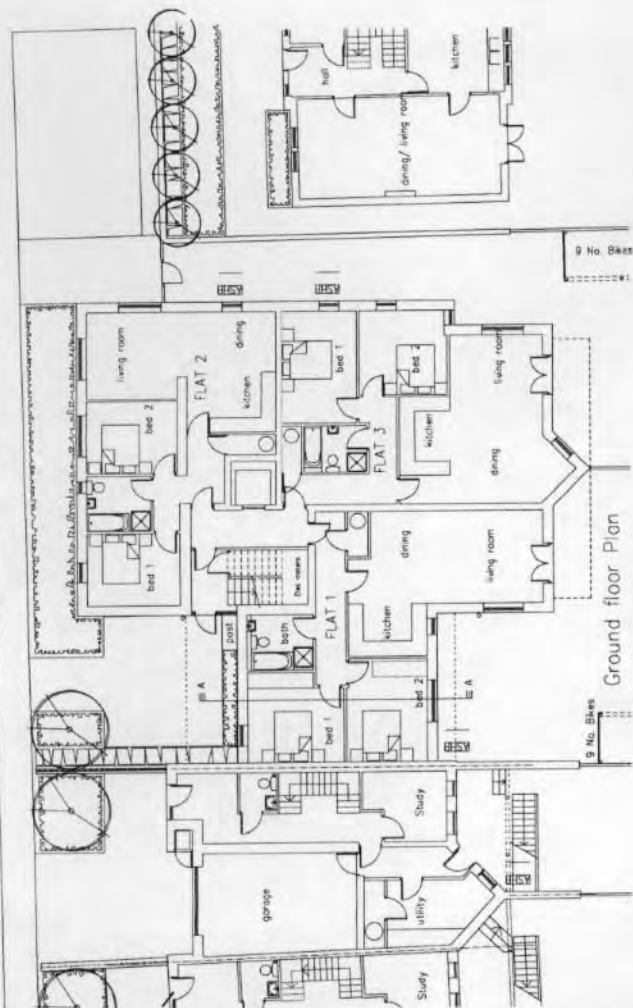 hall
kitchen
dining/ living room
9 No. Bikes
living room
dining
FLAT 2
kitchen
bed 2
bed 1
bed 1
bed 2
living room
kitchen
FLAT 3
dining
dining
living room
kitchen
Elec meters
FLAT 1
bath
post
A
A
bed 1
bed 2
Ground floor Plan
9 No. Bikes
Study
garage
utility
Study